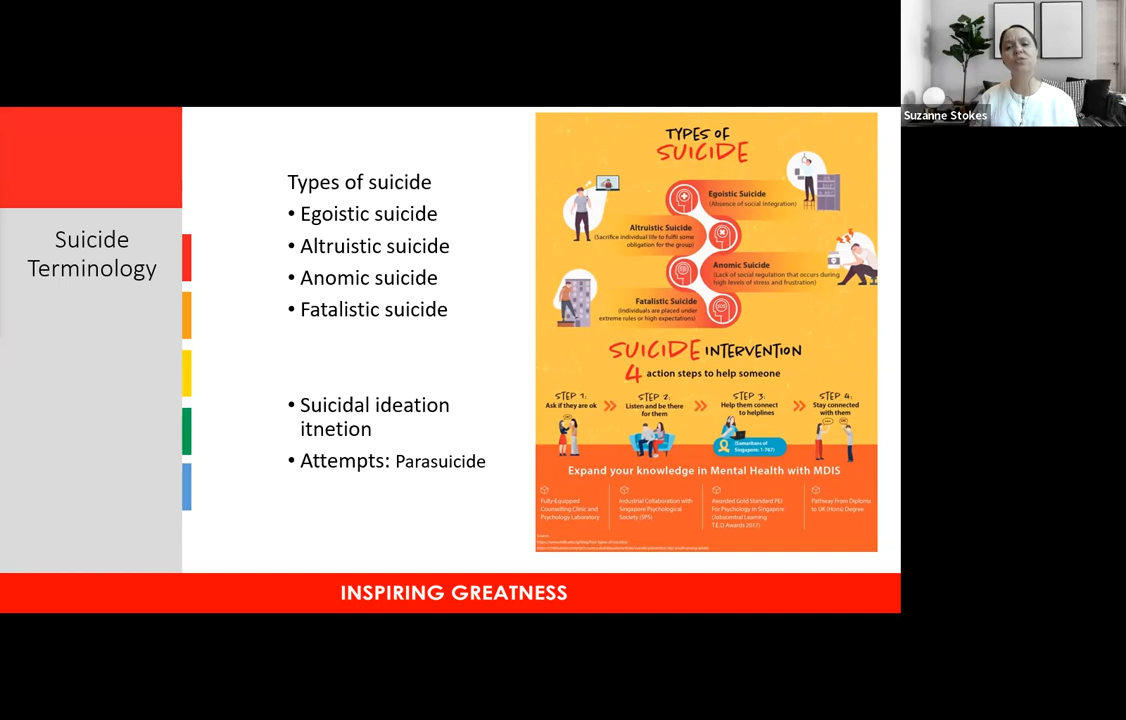 Suzanne Stokes
Suicide
Terminology
Types of suicide
• Egoistic suicide
• Altruistic suicide
• Anomic suicide
• Fatalistic suicide
• Suicidal ideation
itnetion
• Attempts: Parasuicide
TYPES OF
SUICIDE
Egoistic Suicide
(Absence of social integration)
Altruistic Suicide
(Sacrifice individual life to fulfil some
obligation for the group)
Anomic Suicide
(Lack of social regulation that occurs during
high levels of stress and frustration)
Fatalistic Suicide
(Individuals are placed under
extreme rules or high expectations)
SUICIDE INTERVENTION
4 action steps to help someone
STEP 1:
Ask if they are ok
STEP 2:
Listen and be there
for them
STEP 3:
Help them connect
to helplines
STEP 4:
Stay connected
with them
Samaritans of
Singapore: 1-767)
Expand your knowledge in Mental Health with MDIS
Fully-Equipped
Counselling Clinic and
Psychology Laboratory
Industrial Collaboration with
Singapore Psychological
Society (SPS)
Awarded Gold Standard PEI
For Psychology in Singapore
(Jobscentral Learning
T.E.D Awards 2017)
Pathway From Diploma
to UK (Hons) Degree
INSPIRING GREATNESS